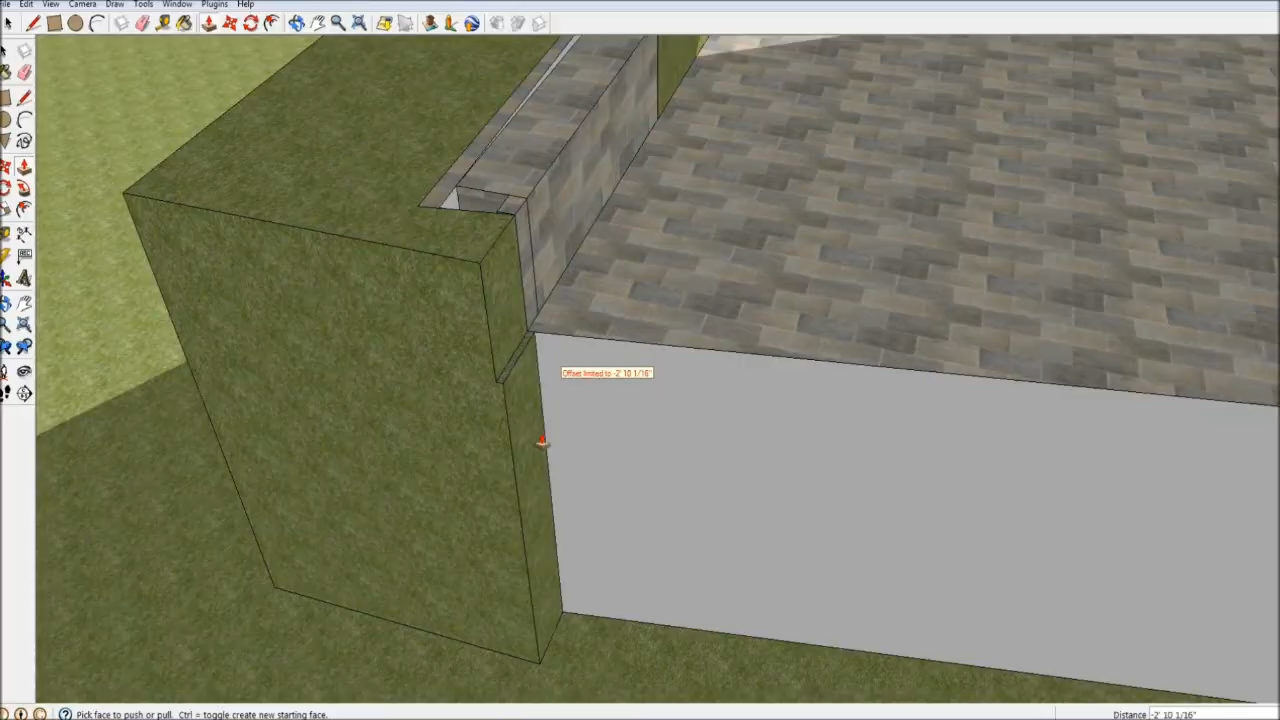 File Edit View Camera Draw Tools Window Plugins Help
Offset limited to -2' 10 1/16"
Pick face to push or pull. Ctrl = toggle create new starting face.
Distance -2' 10 1/16"